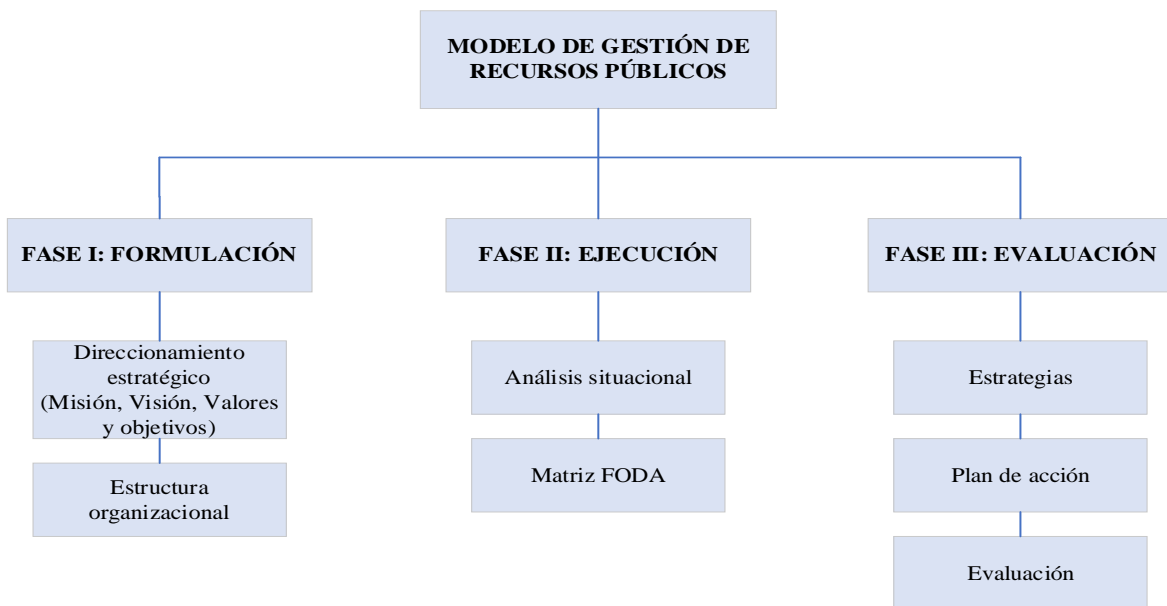 MODELO DE GESTIÓN DE
RECURSOS PÚBLICOS
FASE I: FORMULACIÓN
Direccionamiento
estratégico
(Misión, Visión, Valores
y objetivos)
Estructura
organizacional
FASE II: EJECUCIÓN
Análisis situacional
Matriz FODA
FASE III: EVALUACIÓN
Estrategias
Plan de acción
Evaluación